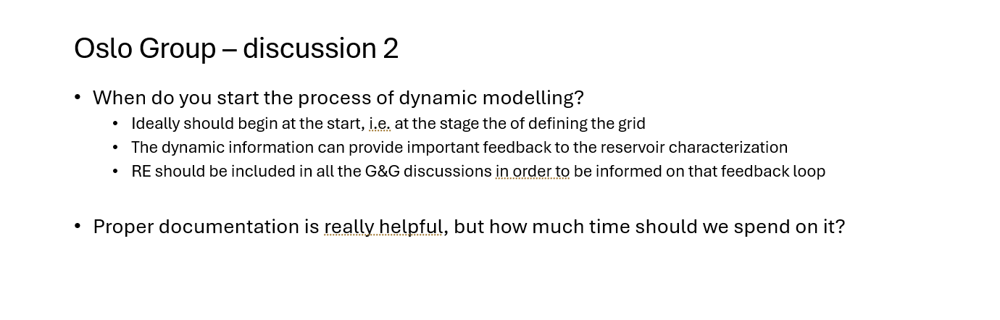 Oslo Group – discussion 2
• When do you start the process of dynamic modelling?
• Ideally should begin at the start, i.e. at the stage the of defining the grid
• The dynamic information can provide important feedback to the reservoir characterization
• RE should be included in all the G&G discussions in order to be informed on that feedback loop
• Proper documentation is really helpful, but how much time should we spend on it?